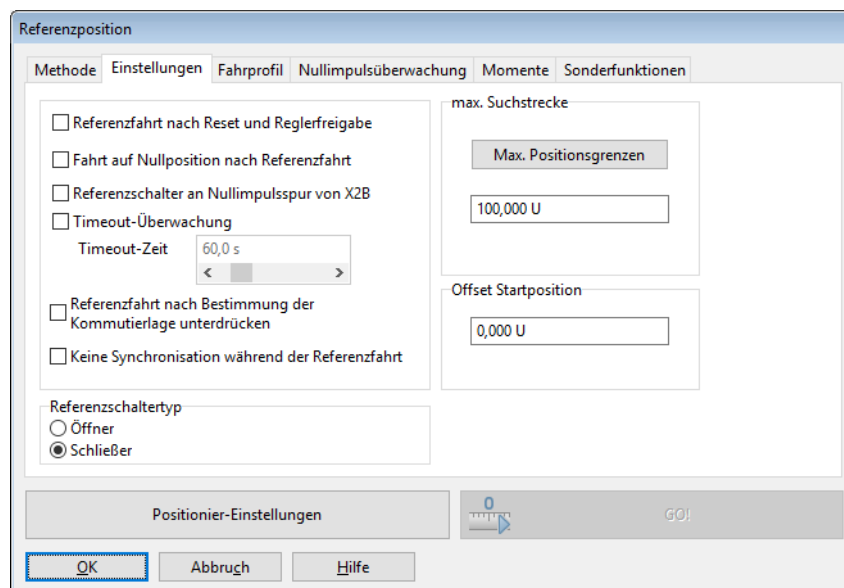 Referenzposition
Methode Einstellungen Fahrprofil Nullimpulsüberwachung Momente Sonderfunktionen
Referenzfahrt nach Reset und Reglerfreigabe
Fahrt auf Nullposition nach Referenzfahrt
Referenzschalter an Nullimpulsspur von X2B
Timeout-Überwachung
Timeout-Zeit 60,0 s
Referenzfahrt nach Bestimmung der
Kommutierlage unterdrücken
Keine Synchronisation während der Referenzfahrt
Referenzschaltertyp
Öffner
Schließer
max. Suchstrecke
Max. Positionsgrenzen
100,000 U
Offset Startposition
0,000 U
Positionier-Einstellungen
0
GO!
OK Abbruch Hilfe